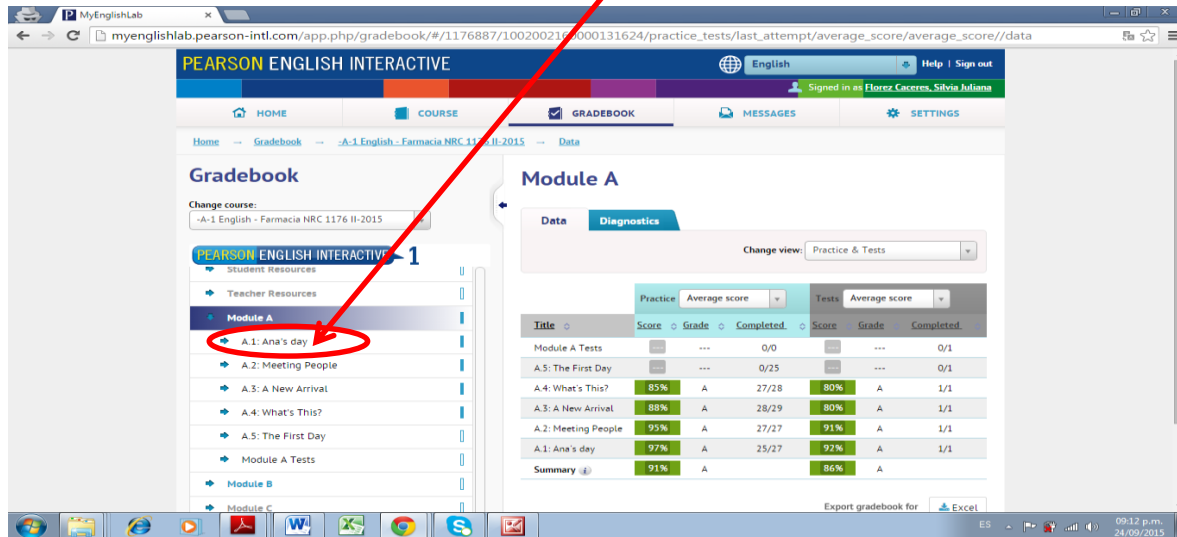 MyEnglishLab
myenglishlab.pearson-intl.com/app.php/gradebook/#/1176887/1002002160000131624/practice_tests/last_attempt/average_score/average_score//data
PEARSON ENGLISH INTERACTIVE
English
Help | Sign out
Signed in as Florez Caceres, Silvia Juliana
HOME COURSE GRADEBOOK MESSAGES SETTINGS
Home → Gradebook → -A-1 English - Farmacia NRC 1176 II-2015 → Data
Gradebook
Change course:
-A-1 English - Farmacia NRC 1176 II-2015
PEARSON ENGLISH INTERACTIVE 1
Student Resources
Teacher Resources
Module A
A.1: Ana's day
A.2: Meeting People
A.3: A New Arrival
A.4: What's This?
A.5: The First Day
Module A Tests
Module B
Module C
Module A
Data Diagnostics
Change view: Practice & Tests
Practice Average score Tests Average score
Title Score Grade Completed Score Grade Completed
Module A Tests --- --- 0/0 --- --- 0/1
A.5: The First Day --- --- 0/25 --- --- 0/1
A.4: What's This? 85% A 27/28 80% A 1/1
A.3: A New Arrival 88% A 28/29 80% A 1/1
A.2: Meeting People 95% A 27/27 91% A 1/1
A.1: Ana's day 97% A 25/27 92% A 1/1
Summary i 91% A 86% A
Export gradebook for Excel
ES
09:12 p.m.
24/09/2015